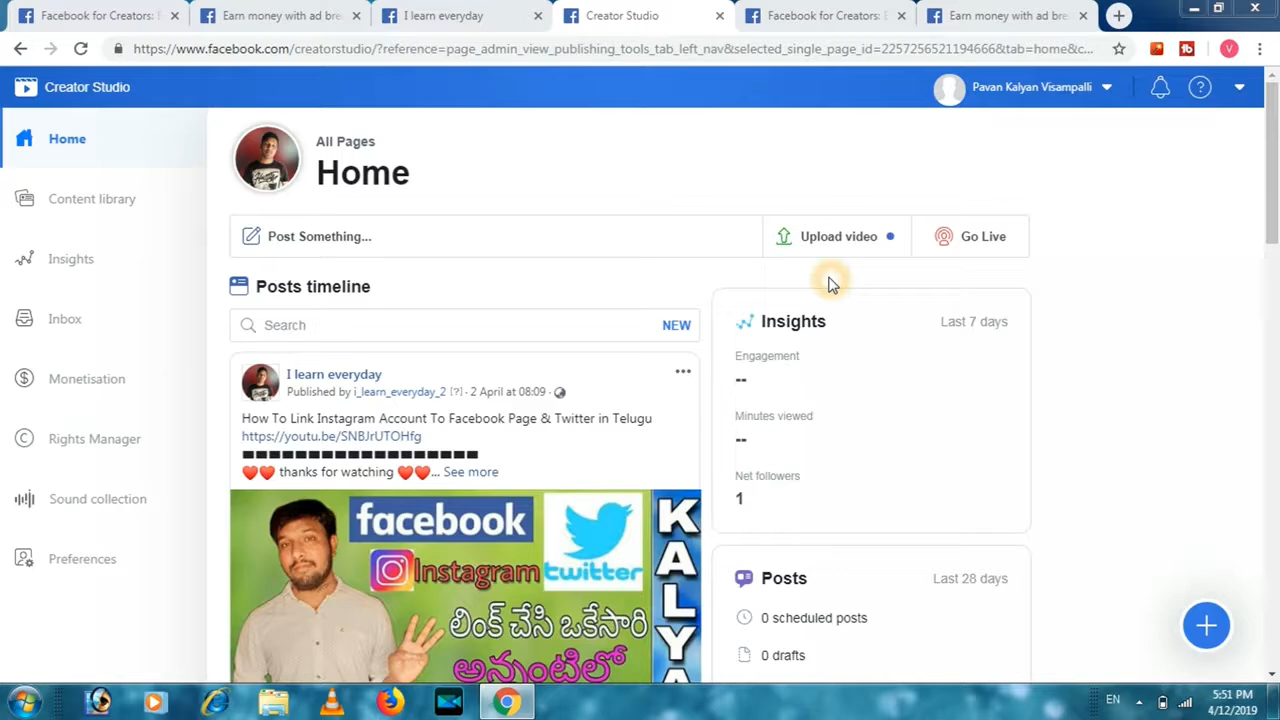 Facebook for Creators: E
Earn money with ad bre
I learn everyday
Creator Studio
Facebook for Creators: E
Earn money with ad bre
https://www.facebook.com/creatorstudio/?reference=page_admin_view_publishing_tools_tab_left_nav&selected_single_page_id=2257256521194666&tab=home&c...
V
Creator Studio
Pavan Kalyan Visampalli
?
Home
Content library
Insights
Inbox
Monetisation
Rights Manager
Sound collection
Preferences
All Pages
Home
Post Something...
Upload video
Go Live
Posts timeline
Search
NEW
I learn everyday
Published by i_learn_everyday_2 [?] · 2 April at 08:09 ·
How To Link Instagram Account To Facebook Page & Twitter in Telugu
https://youtu.be/SNBJrUTOHfg
thanks for watching ... See more
facebook
twitter
Instagram
KALYA
లింక్ చేసి ఒకేసారి
అన్నింటిలో
Insights
Last 7 days
Engagement
--
Minutes viewed
--
Net followers
1
Posts
Last 28 days
0 scheduled posts
0 drafts
EN
5:51 PM
4/12/2019